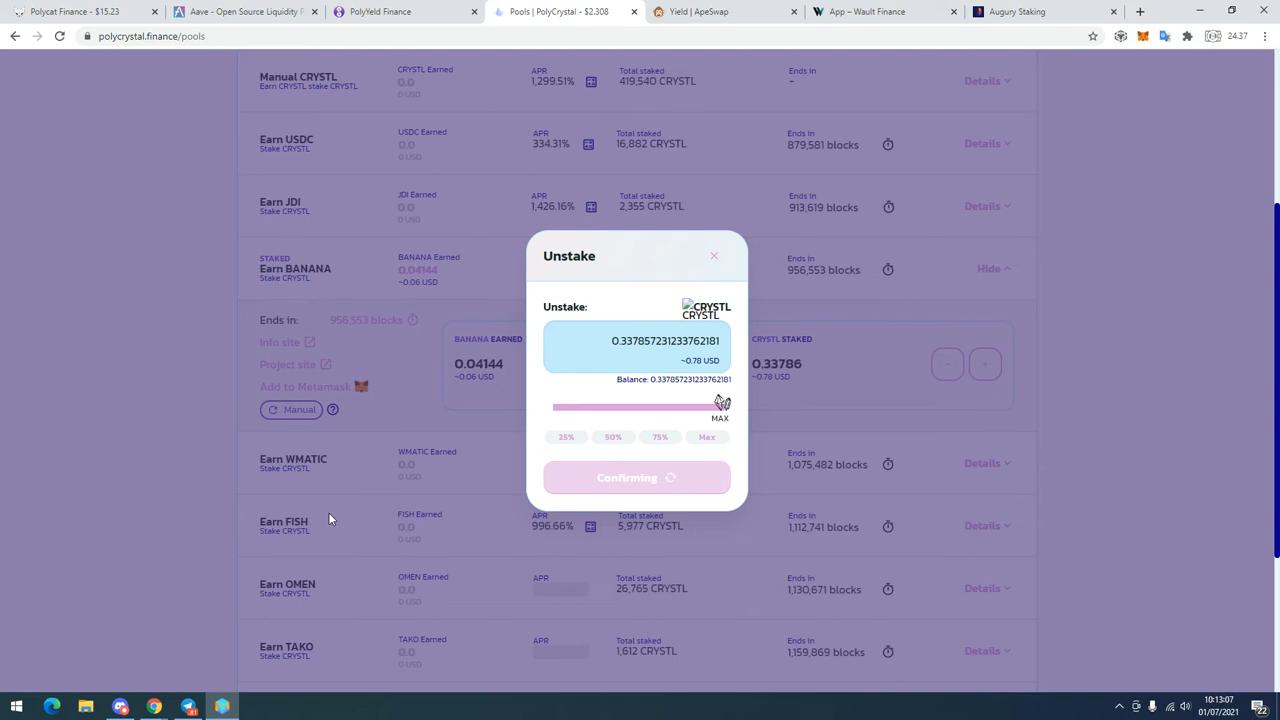 Polycat Finance - $15.23
Aave - Open Source Liquidity P
PolyYeld Finance
Pools | PolyCrystal - $2.308
Yield | ApeSwap
App – Wault Finance
Augury Staking
polycrystal.finance/pools
24.37
Manual CRYSTL
Earn CRYSTL stake CRYSTL
CRYSTL Earned
0.0
0 USD
APR
1,299.51%
Total staked
419,540 CRYSTL
Ends in
-
Details
Earn USDC
Stake CRYSTL
USDC Earned
0.0
0 USD
APR
334.31%
Total staked
16,882 CRYSTL
Ends in
879,581 blocks
Details
Earn JDI
Stake CRYSTL
JDI Earned
0.0
0 USD
APR
1,426.16%
Total staked
2,355 CRYSTL
Ends in
913,619 blocks
Details
STAKED
Earn BANANA
Stake CRYSTL
BANANA Earned
0.04144
~0.06 USD
Ends in
956,553 blocks
Hide
Ends in: 956,553 blocks
Info site
Project site
Add to Metamask
Manual
BANANA EARNED
0.04144
~0.06 USD
CRYSTL STAKED
0.33786
~0.78 USD
Unstake
Unstake:
CRYSTL
CRYSTL
0.337857231233762181
~0.78 USD
Balance: 0.337857231233762181
MAX
25% 50% 75% Max
Confirming
Earn WMATIC
Stake CRYSTL
WMATIC Earned
0.0
0 USD
1,075,482 blocks
Details
Earn FISH
Stake CRYSTL
FISH Earned
0.0
0 USD
APR
996.66%
Total staked
5,977 CRYSTL
Ends in
1,112,741 blocks
Details
Earn OMEN
Stake CRYSTL
OMEN Earned
0.0
0 USD
APR
Total staked
26,765 CRYSTL
Ends in
1,130,671 blocks
Details
Earn TAKO
Stake CRYSTL
TAKO Earned
0.0
0 USD
APR
Total staked
1,612 CRYSTL
Ends in
1,159,869 blocks
Details
10:13:07
01/07/2021
22